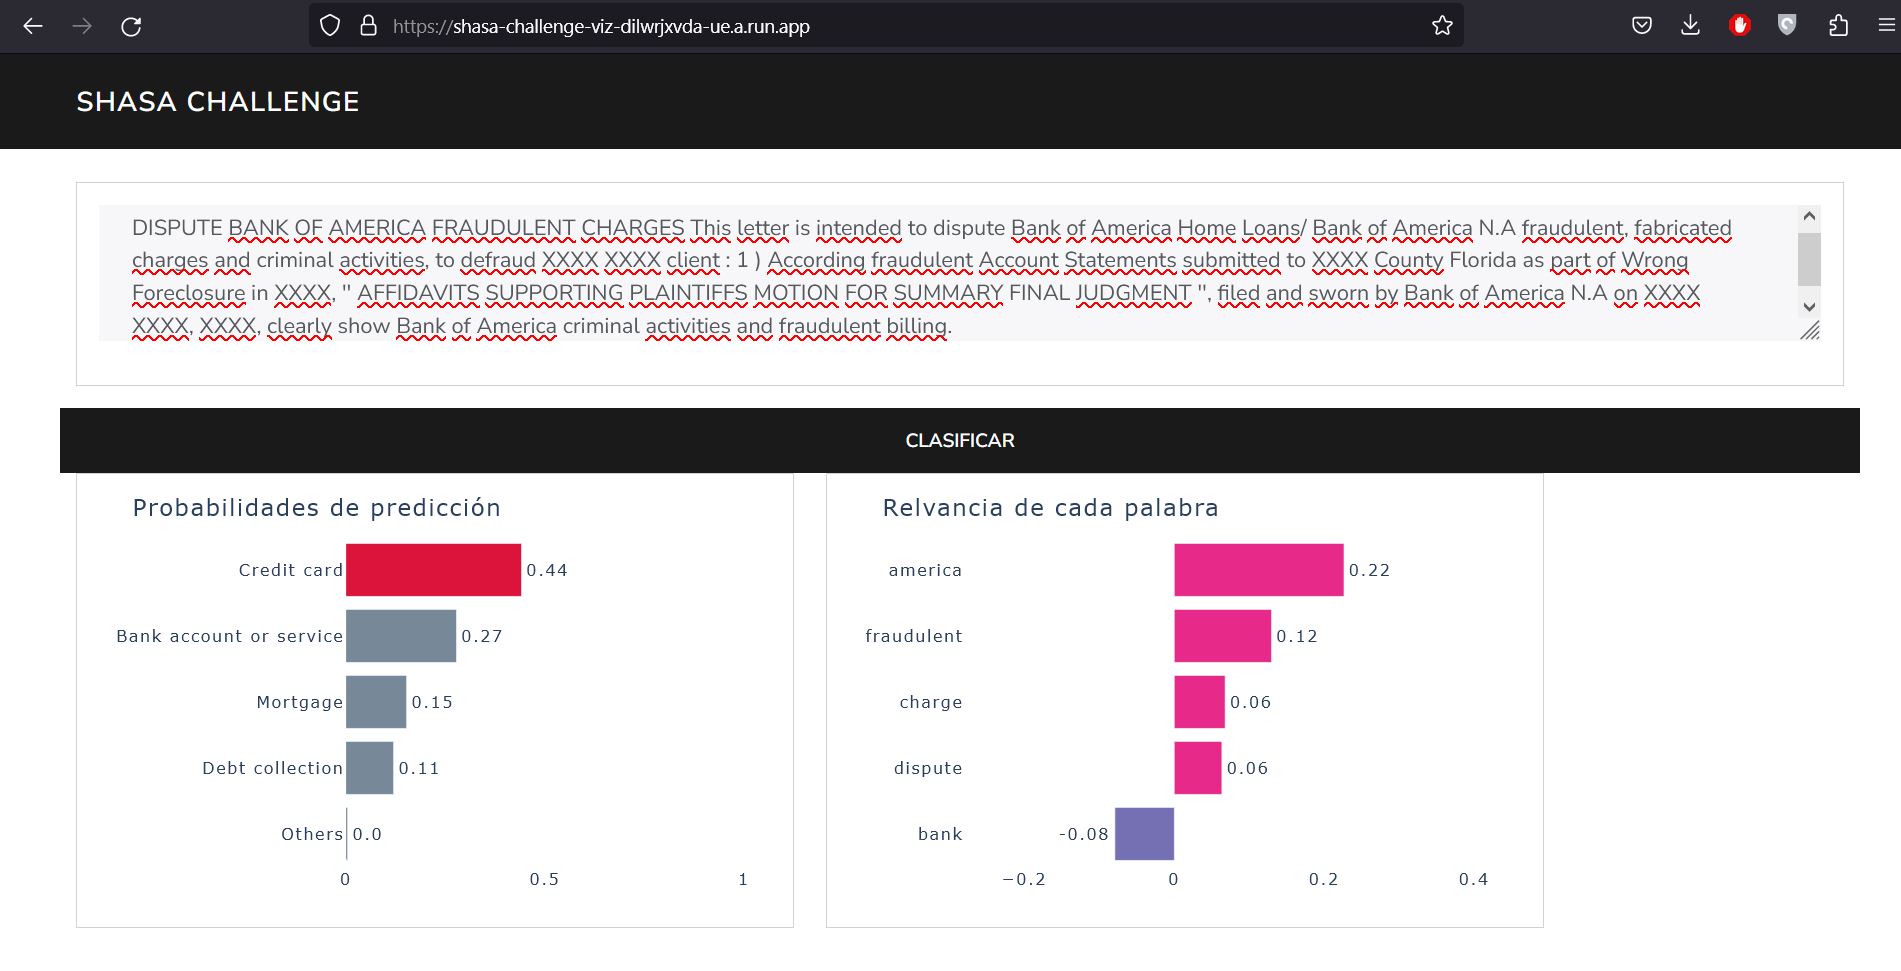 https://shasa-challenge-viz-dilwrjxvda-ue.a.run.app
SHASA CHALLENGE
DISPUTE BANK OF AMERICA FRAUDULENT CHARGES This letter is intended to dispute Bank of America Home Loans/ Bank of America N.A fraudulent, fabricated
charges and criminal activities, to defraud XXXX XXXX client : 1 ) According fraudulent Account Statements submitted to XXXX County Florida as part of Wrong
Foreclosure in XXXX, " AFFIDAVITS SUPPORTING PLAINTIFFS MOTION FOR SUMMARY FINAL JUDGMENT ", filed and sworn by Bank of America N.A on XXXX
XXXX, XXXX, clearly show Bank of America criminal activities and fraudulent billing.
CLASIFICAR
Probabilidades de predicción
Credit card 0.44
Bank account or service 0.27
Mortgage 0.15
Debt collection 0.11
Others 0.0
0 0.5 1
Relvancia de cada palabra
america 0.22
fraudulent 0.12
charge 0.06
dispute 0.06
bank -0.08
−0.2 0 0.2 0.4